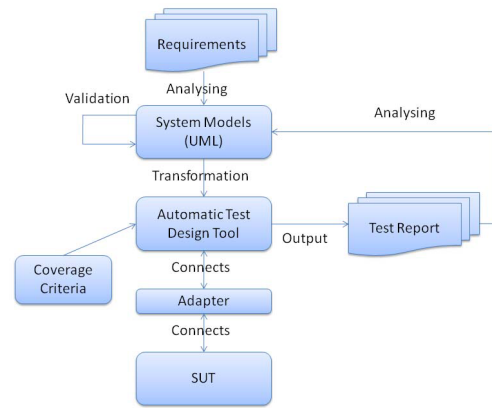 Requirements
Analysing
Validation
Analysing
System Models
(UML)
Transformation
Automatic Test
Design Tool
Output
Test Report
Coverage
Criteria
Connects
Adapter
Connects
SUT